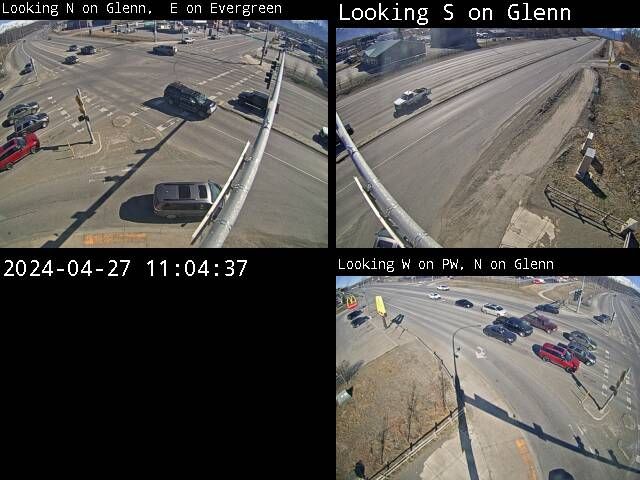 Looking N on Glenn, E on Evergreen
Looking S on Glenn
2024-04-27 11:04:37
Looking W on PW, N on Glenn